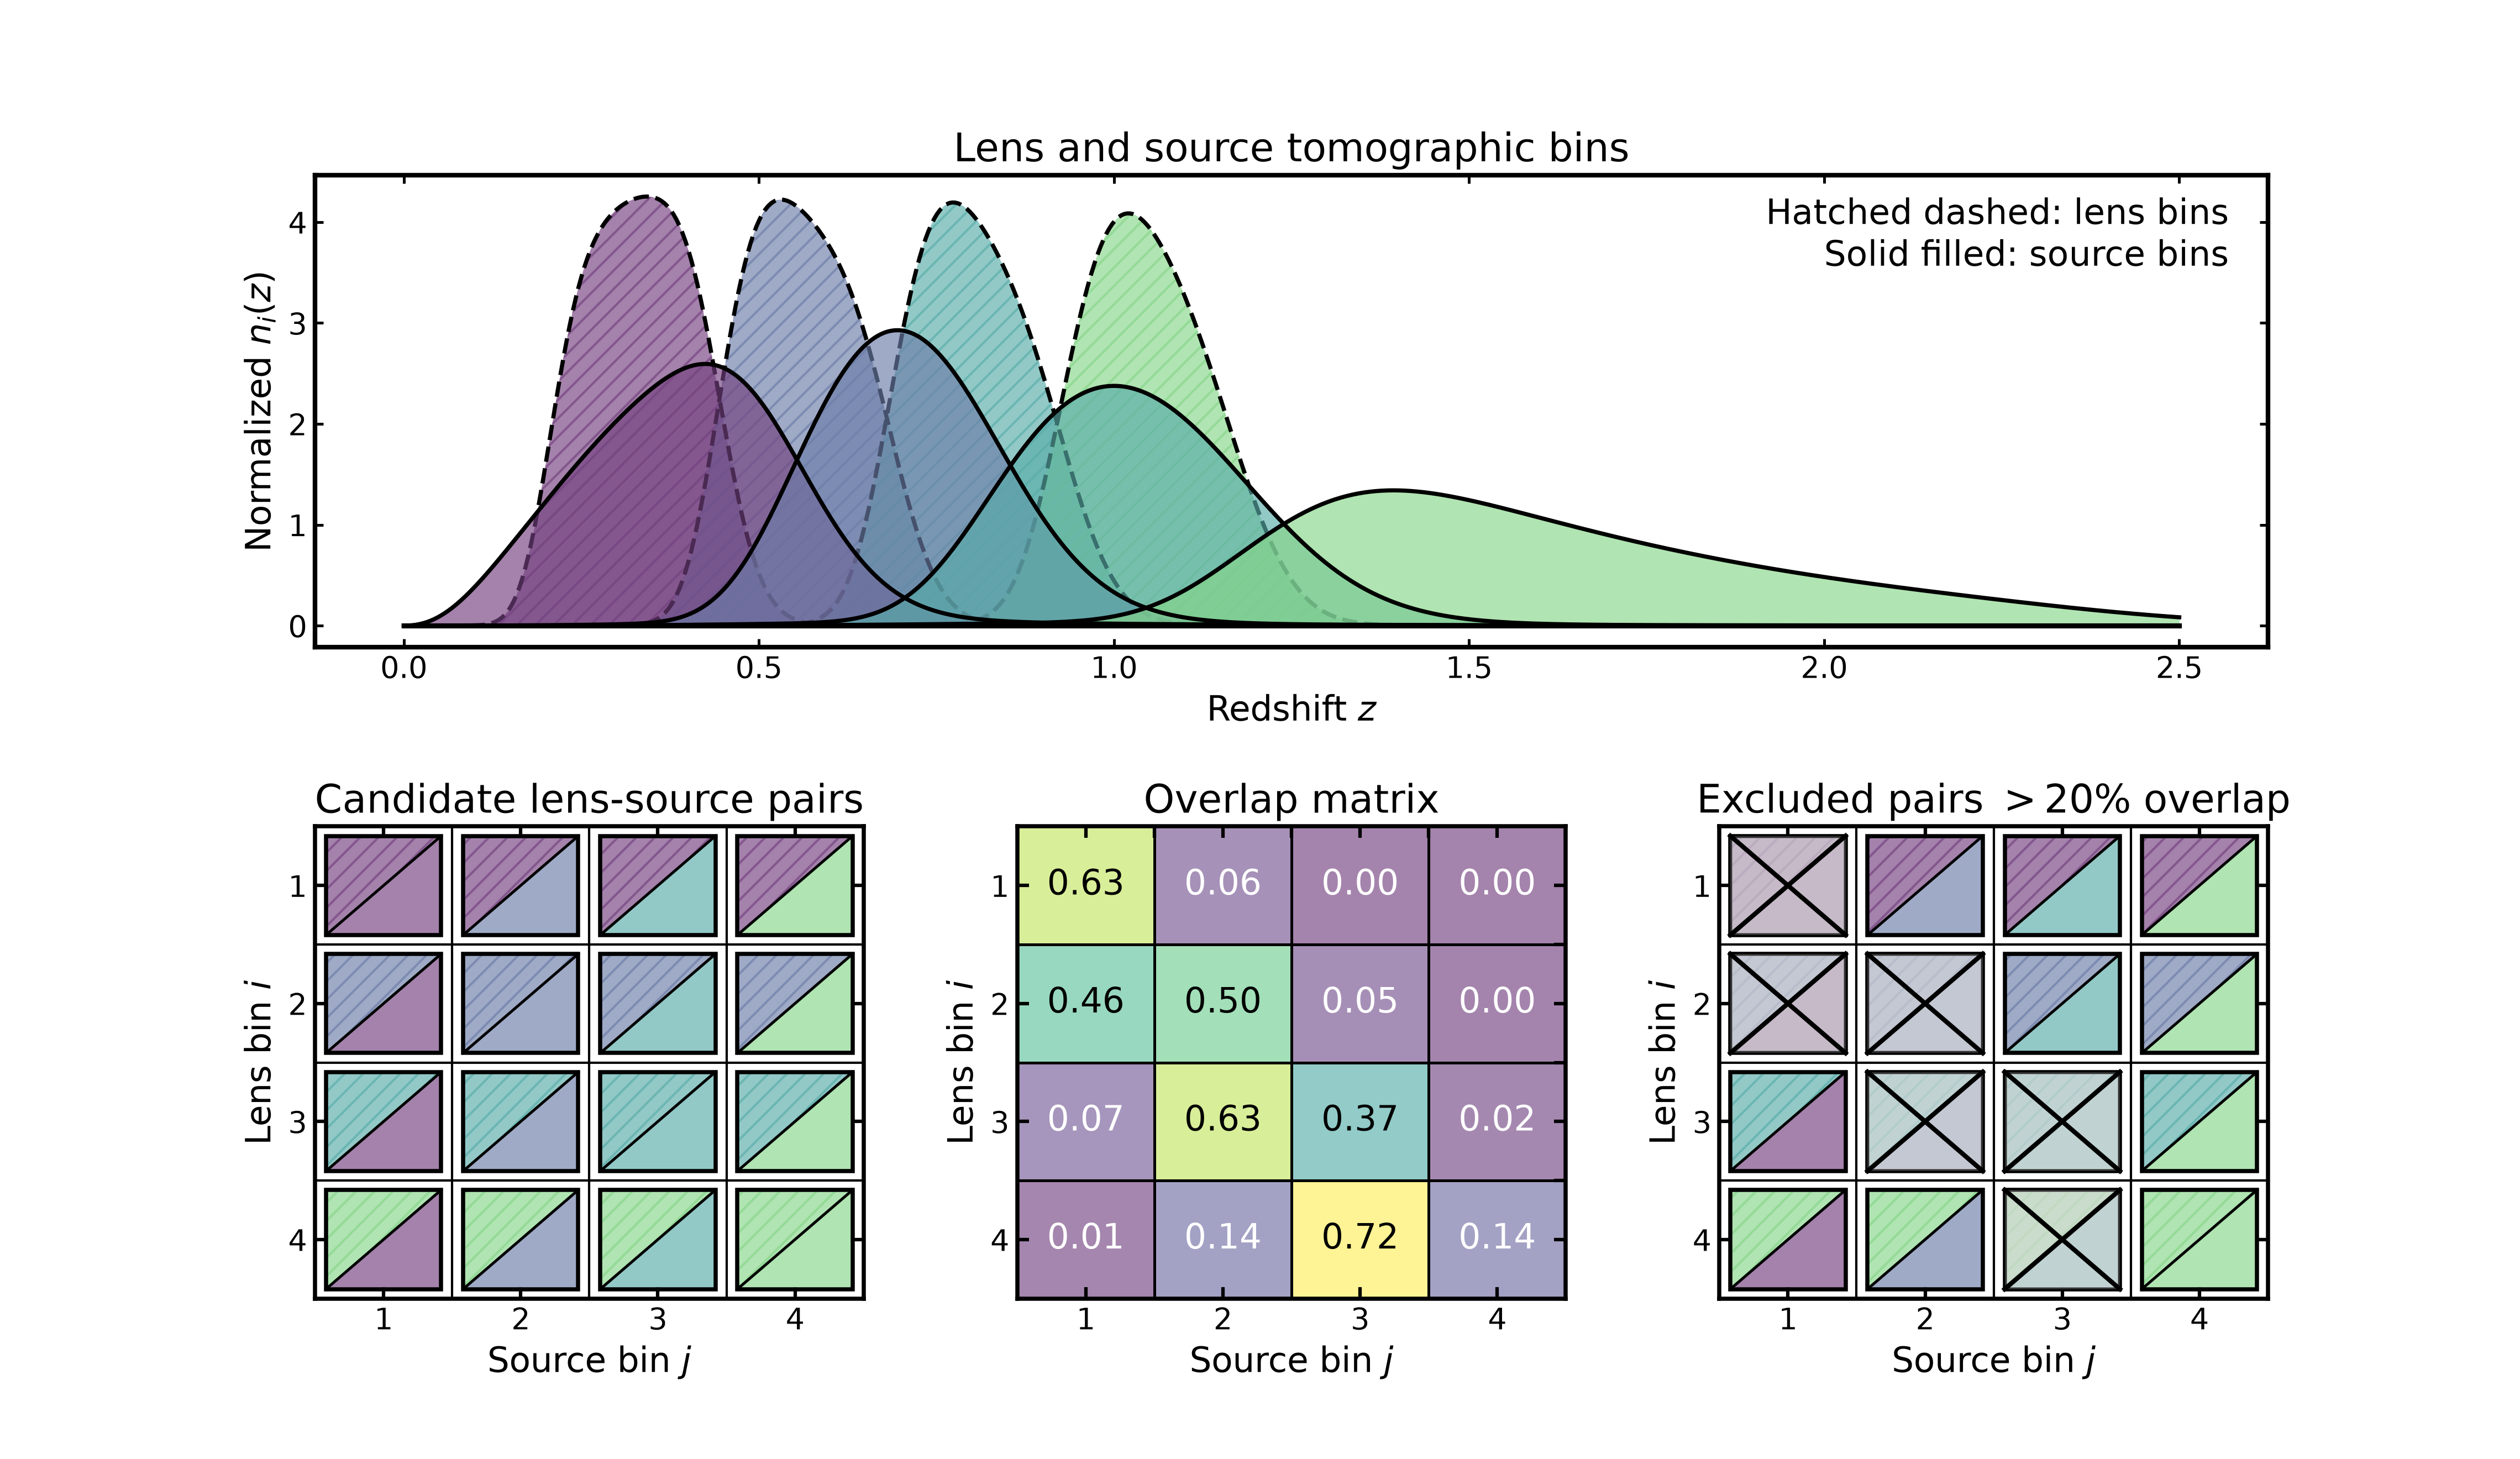 Lens and source tomographic bins
Hatched dashed: lens bins
Solid filled: source bins
Normalized n_i(z)
4
3
2
1
0
0.0 0.5 1.0 1.5 2.0 2.5
Redshift z
Candidate lens-source pairs
Lens bin i
1
2
3
4
1 2 3 4
Source bin j
Overlap matrix
Lens bin i
1 0.63 0.06 0.00 0.00
2 0.46 0.50 0.05 0.00
3 0.07 0.63 0.37 0.02
4 0.01 0.14 0.72 0.14
1 2 3 4
Source bin j
Excluded pairs > 20% overlap
Lens bin i
1
2
3
4
1 2 3 4
Source bin j